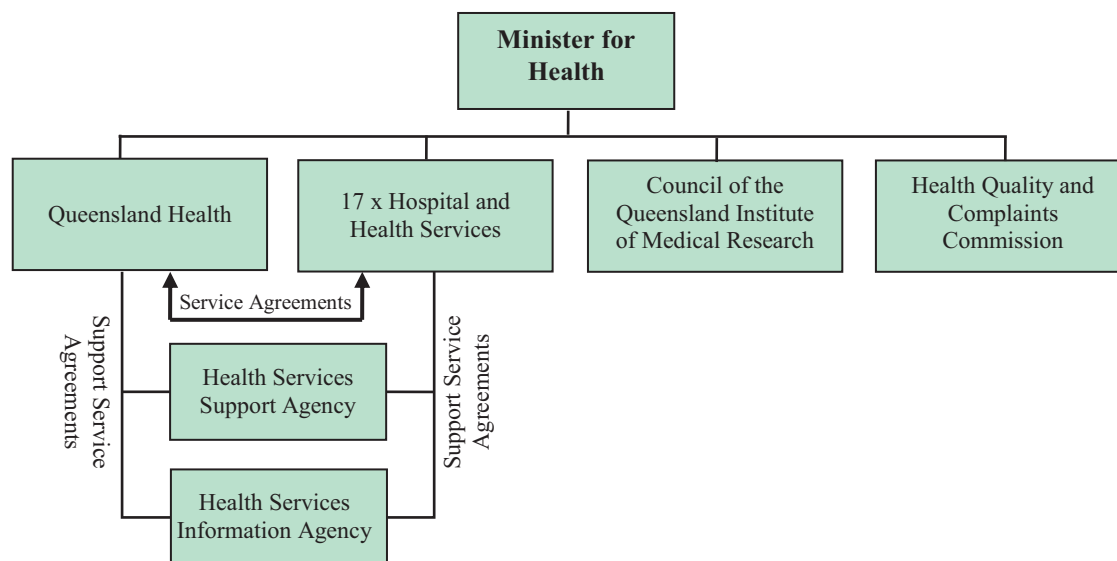 Minister for
Health
Queensland Health
17 x Hospital and
Health Services
Council of the
Queensland Institute
of Medical Research
Health Quality and
Complaints
Commission
Service Agreements
Support Service
Agreements
Health Services
Support Agency
Support Service
Agreements
Health Services
Information Agency